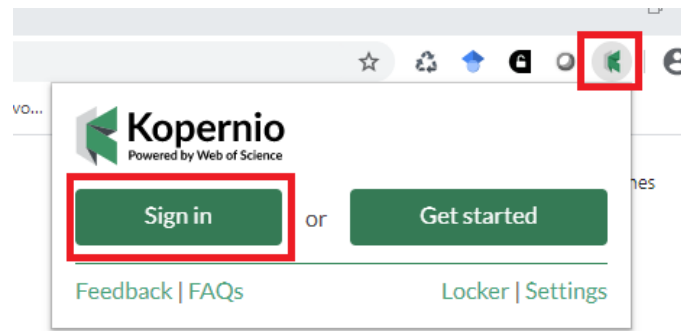 vo...
Kopernio
Powered by Web of Science
nes
Sign in or Get started
Feedback | FAQs Locker | Settings